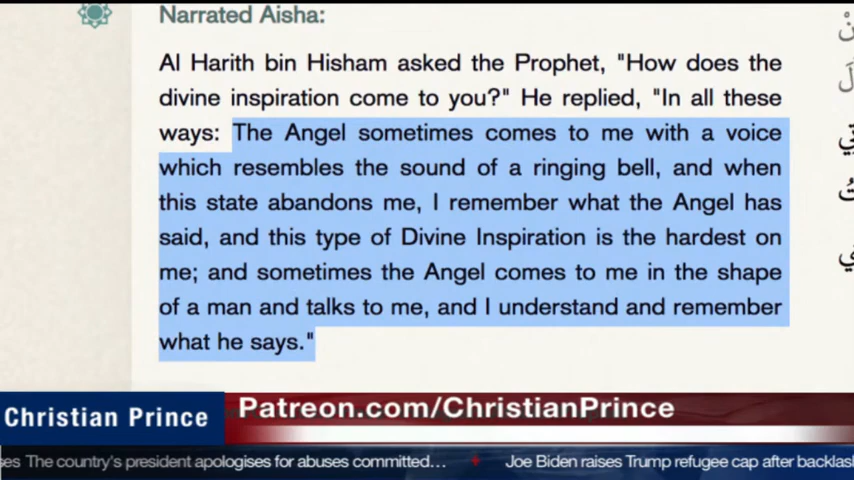 Narrated Aisha:
Al Harith bin Hisham asked the Prophet, "How does the
divine inspiration come to you?" He replied, "In all these
ways: The Angel sometimes comes to me with a voice
which resembles the sound of a ringing bell, and when
this state abandons me, I remember what the Angel has
said, and this type of Divine Inspiration is the hardest on
me; and sometimes the Angel comes to me in the shape
of a man and talks to me, and I understand and remember
what he says."
Christian Prince
Patreon.com/ChristianPrince
The country's president apologises for abuses committed...
Joe Biden raises Trump refugee cap after